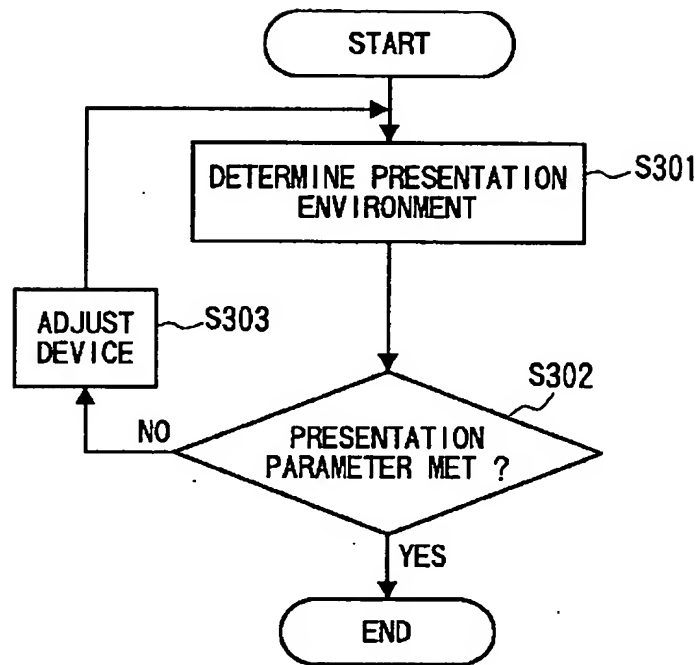 START
DETERMINE PRESENTATION
ENVIRONMENT
S301
ADJUST
DEVICE
S303
S302
NO
PRESENTATION
PARAMETER MET ?
YES
END